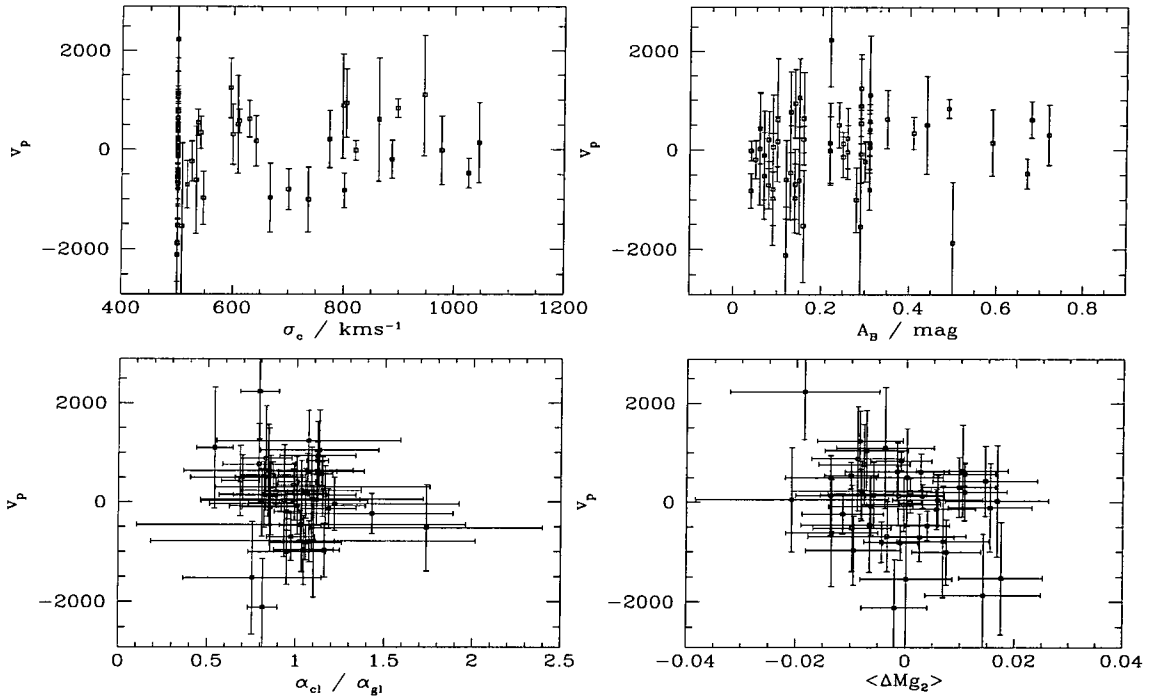 2000
0
−2000
V_p
400 600 800 1000 1200
σ_c / kms⁻¹
2000
0
−2000
V_p
0 0.2 0.4 0.6 0.8
A_B / mag
2000
0
−2000
V_p
0 0.5 1 1.5 2 2.5
α_cl / α_gl
2000
0
−2000
V_p
−0.04 −0.02 0 0.02 0.04
<ΔMg₂>